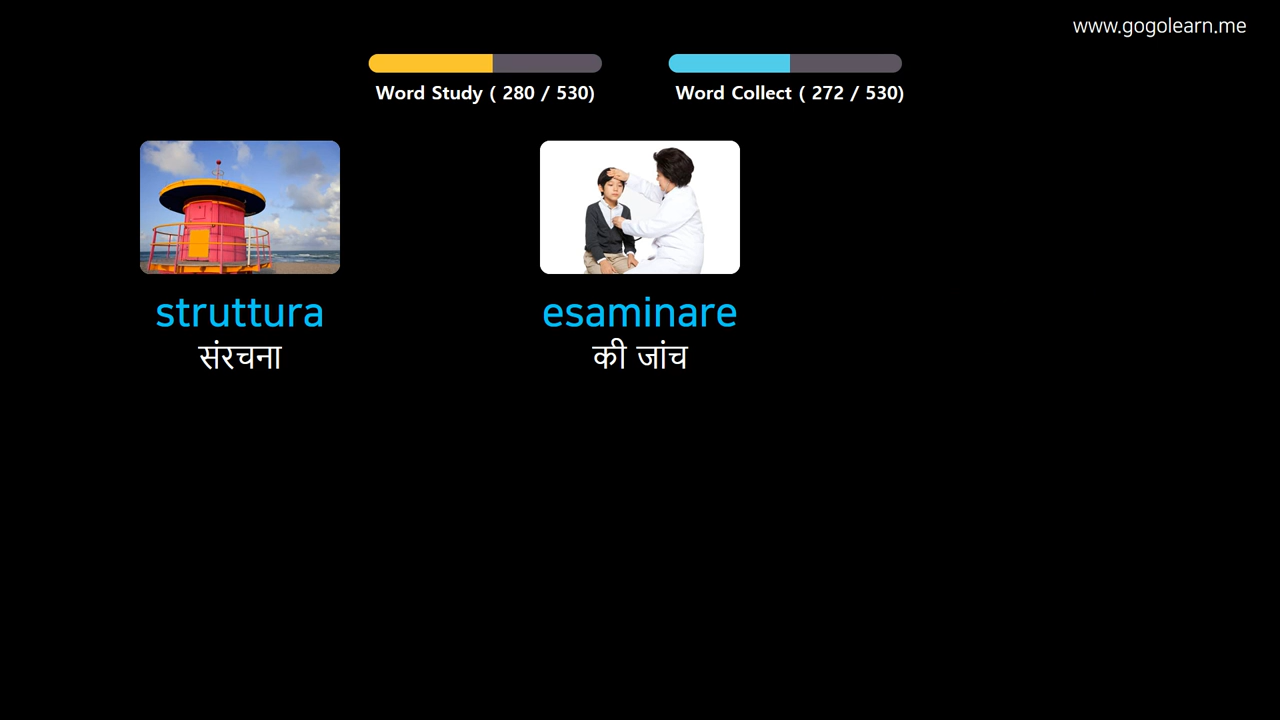 www.gogolearn.me
Word Study ( 280 / 530)
Word Collect ( 272 / 530)
struttura
संरचना
esaminare
की जांच